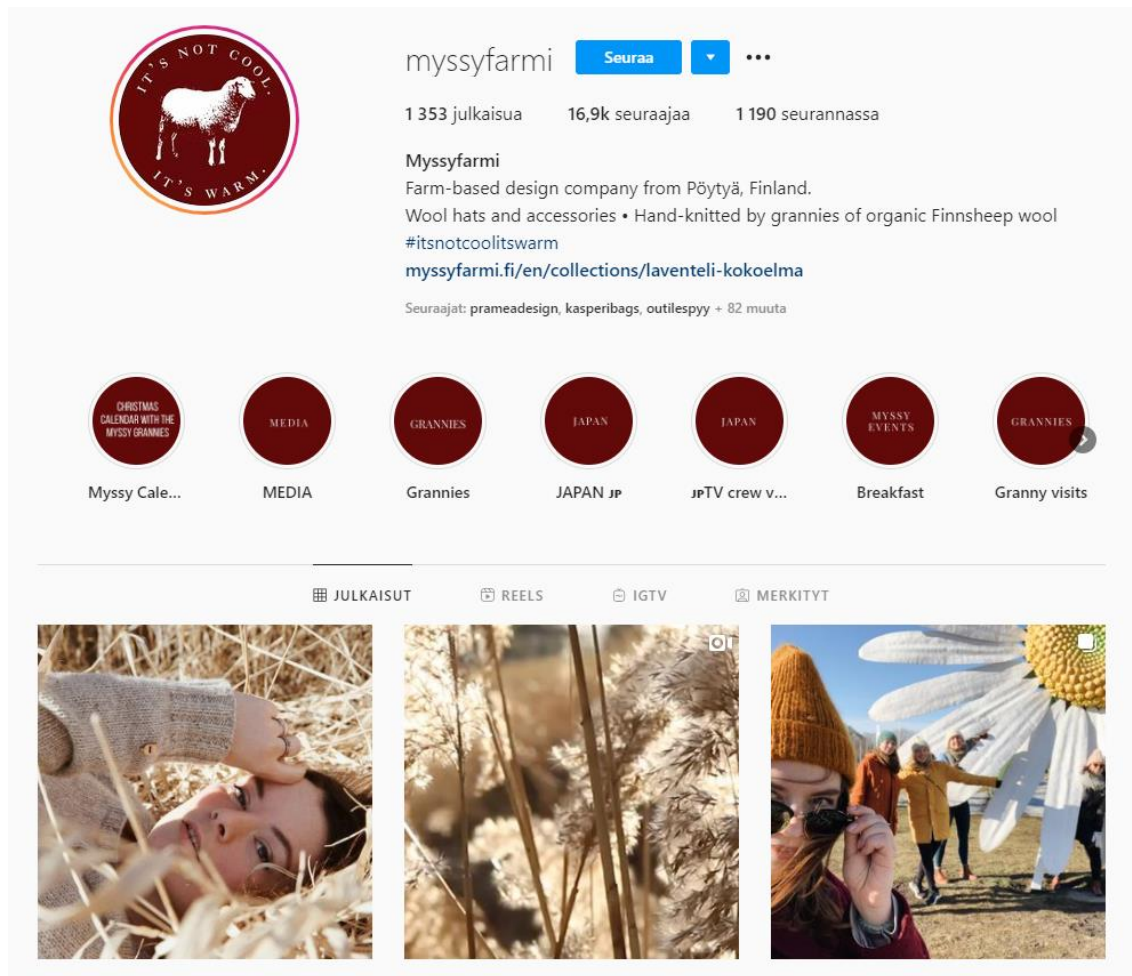 IT'S NOT COOL.
IT'S WARM.
myssyfarmi Seuraa
1 353 julkaisua 16,9k seuraajaa 1 190 seurannassa
Myssyfarmi
Farm-based design company from Pöytyä, Finland.
Wool hats and accessories • Hand-knitted by grannies of organic Finnsheep wool
#itsnotcoolitswarm
myssyfarmi.fi/en/collections/laventeli-kokoelma
Seuraajat: prameadesign, kasperibags, outilespyy + 82 muuta
CHRISTMAS
CALENDAR WITH THE
MYSSY GRANNIES
MEDIA
GRANNIES
JAPAN
JAPAN
MYSSY
EVENTS
GRANNIES
Myssy Cale... MEDIA Grannies JAPAN JP JPTV crew v... Breakfast Granny visits
JULKAISUT REELS IGTV MERKITYT